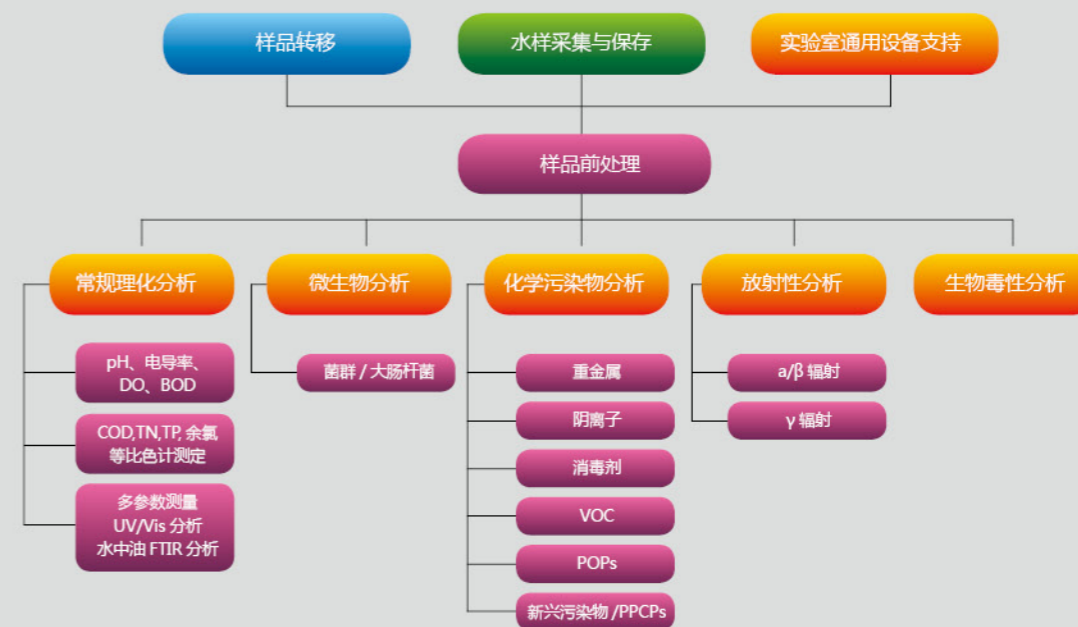 样品转移
水样采集与保存
实验室通用设备支持
样品前处理
常规理化分析
微生物分析
化学污染物分析
放射性分析
生物毒性分析
pH、电导率、
DO、BOD
COD,TN,TP, 余氯
等比色计测定
多参数测量
UV/Vis 分析
水中油 FTIR 分析
菌群 / 大肠杆菌
重金属
阴离子
消毒剂
VOC
POPs
新兴污染物 /PPCPs
a/β 辐射
γ 辐射